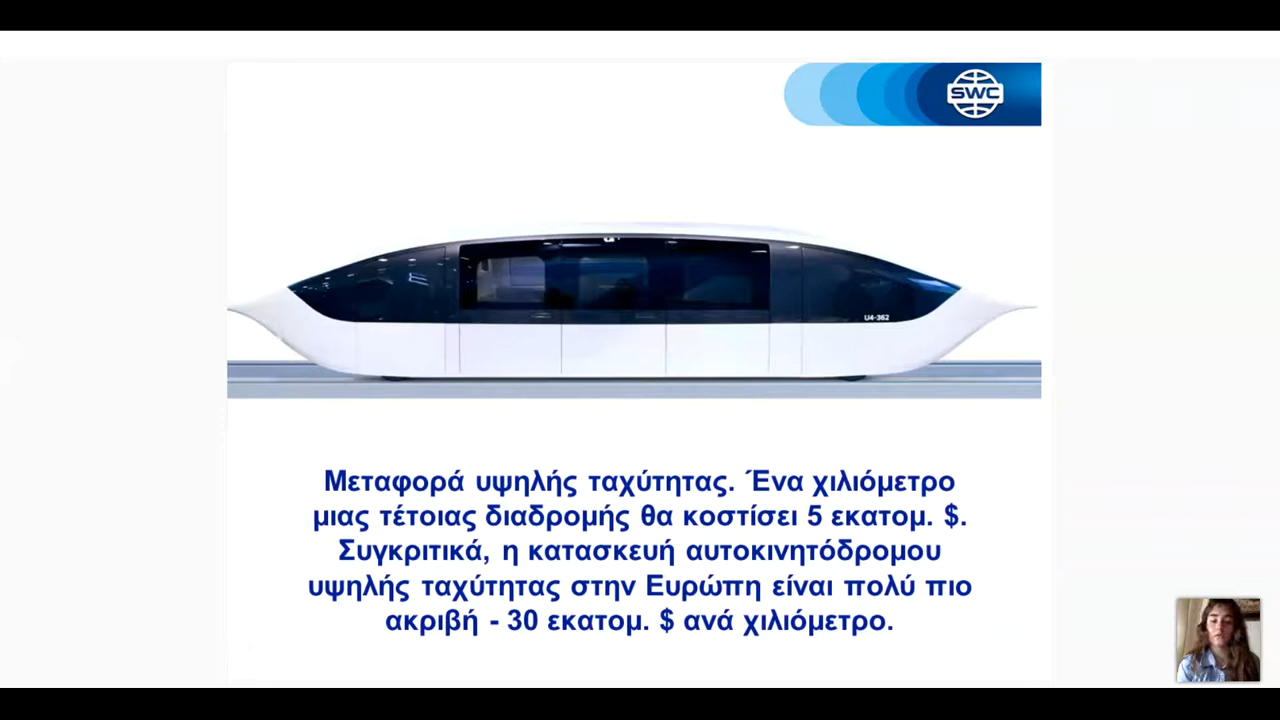 SWC
U4-362
Μεταφορά υψηλής ταχύτητας. Ένα χιλιόμετρο
μιας τέτοιας διαδρομής θα κοστίσει 5 εκατομ. $.
Συγκριτικά, η κατασκευή αυτοκινητόδρομου
υψηλής ταχύτητας στην Ευρώπη είναι πολύ πιο
ακριβή - 30 εκατομ. $ ανά χιλιόμετρο.